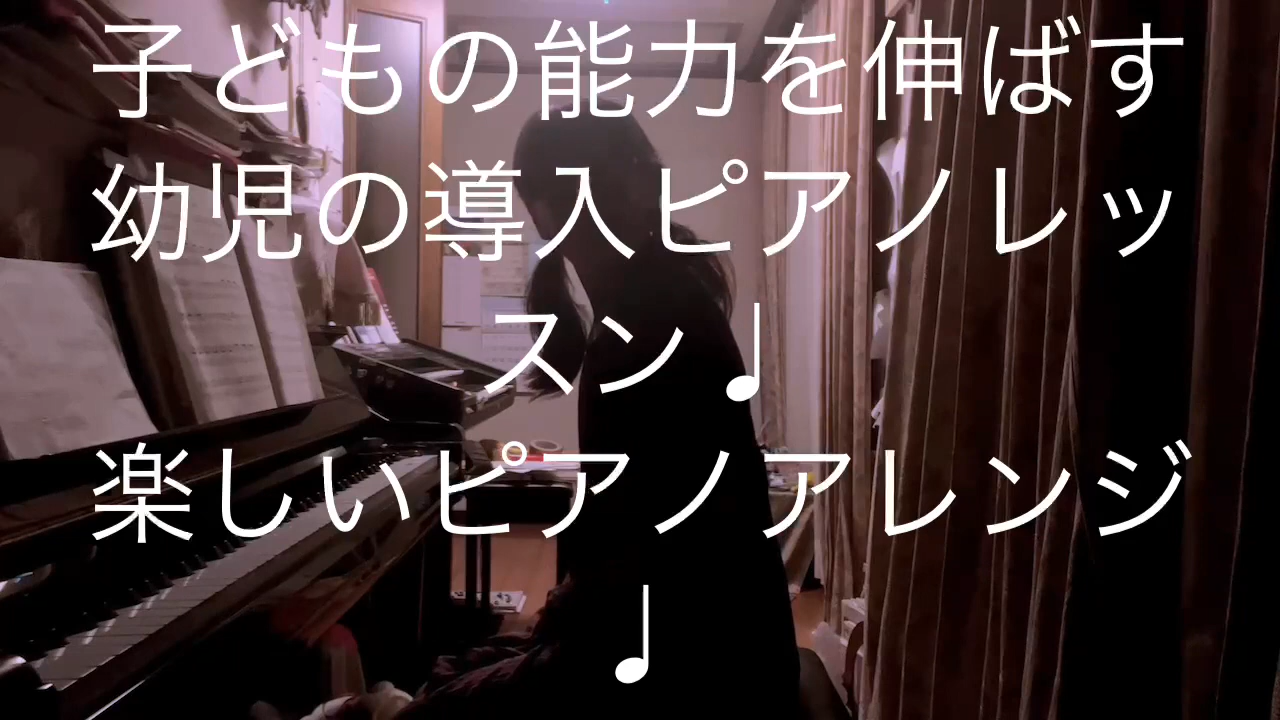 子どもの能力を伸ばす
幼児の導入ピアノレッ
スン♩
楽しいピアノアレンジ
♩